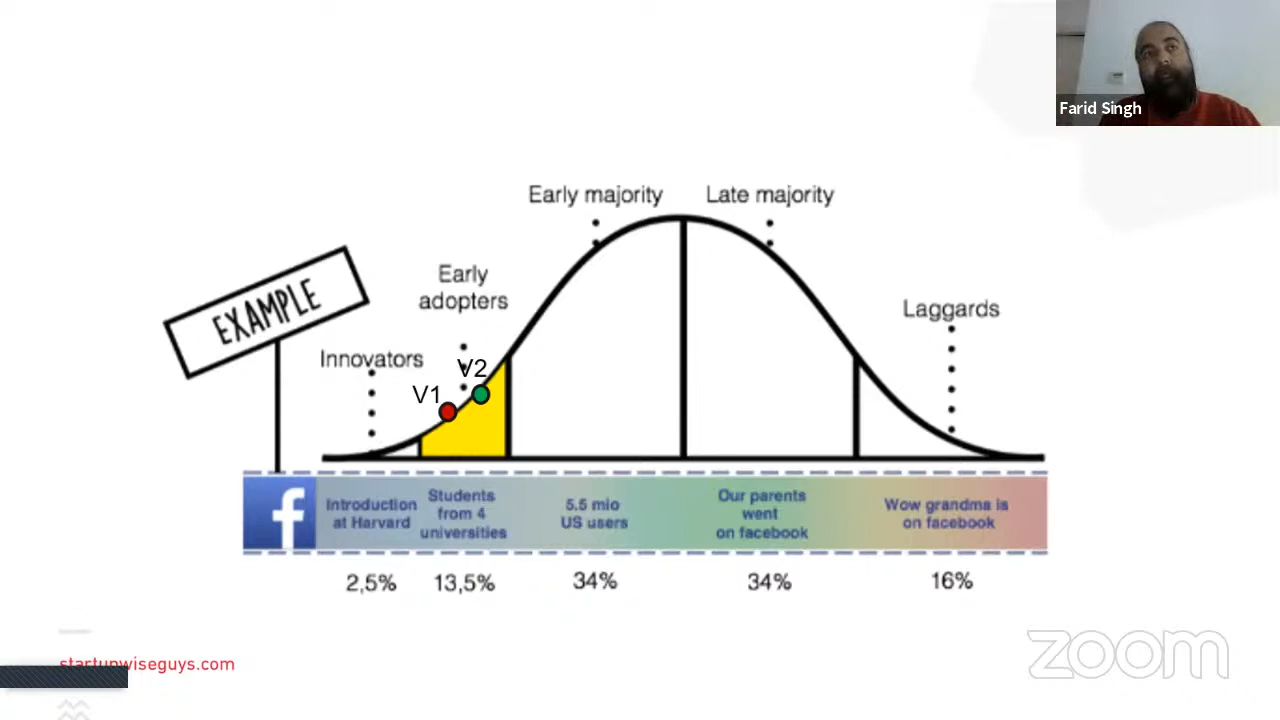 Farid Singh
Early majority
Late majority
Early
adopters
EXAMPLE
Laggards
Innovators
V2
V1
f
Introduction
at Harvard
Students
from 4
universities
5.5 mio
US users
Our parents
went
on facebook
Wow grandma is
on facebook
2,5%
13,5%
34%
34%
16%
startupwiseguys.com
zoom